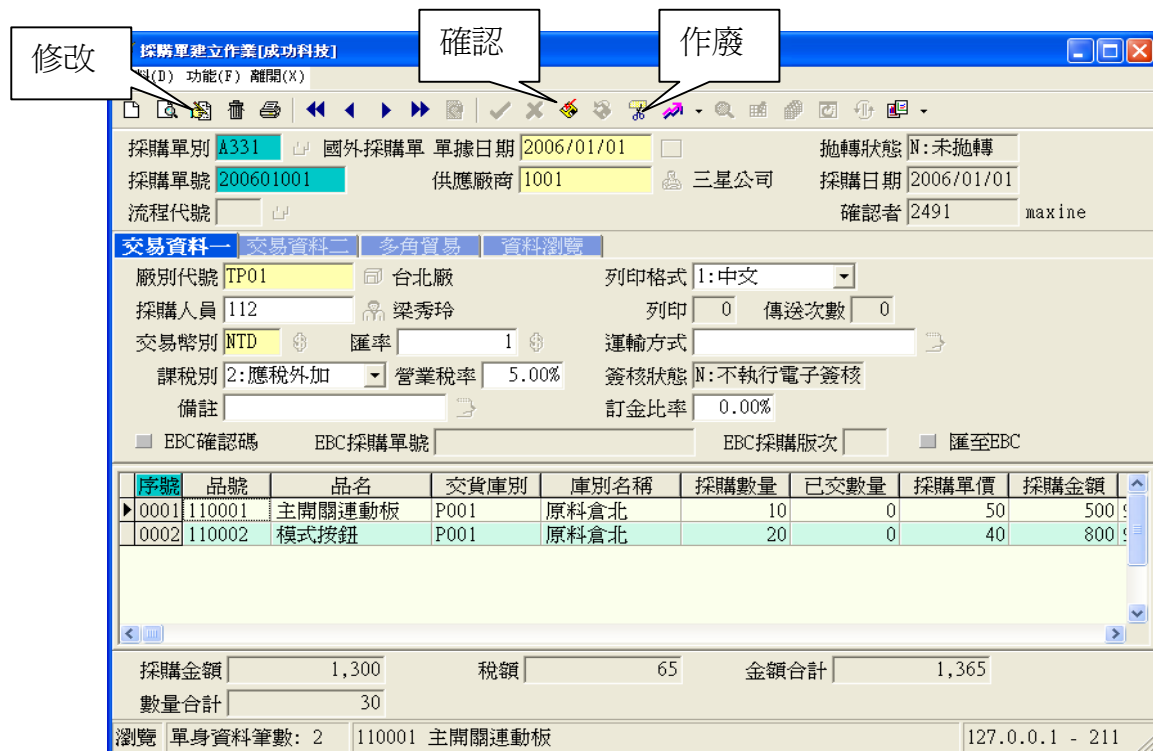 修改
確認
作廢
採購單建立作業[成功科技]
料(D) 功能(F) 離開(X)
採購單別 A331 國外採購單 單據日期 2006/01/01 拋轉狀態 N:未拋轉
採購單號 200601001 供應廠商 1001 三星公司 採購日期 2006/01/01
流程代號 確認者 2491 maxine
交易資料一 交易資料二 多角貿易 資料瀏覽
廠別代號 TP01 台北廠 列印格式 1:中文
採購人員 112 梁秀玲 列印 0 傳送次數 0
交易幣別 NTD 匯率 1 運輸方式
課稅別 2:應稅外加 營業稅率 5.00% 簽核狀態 N:不執行電子簽核
備註 訂金比率 0.00%
EBC確認碼 EBC採購單號 EBC採購版次 匯至EBC
序號 品號 品名 交貨庫別 庫別名稱 採購數量 已交數量 採購單價 採購金額
0001 110001 主開關連動板 P001 原料倉北 10 0 50 500
0002 110002 模式按鈕 P001 原料倉北 20 0 40 800
採購金額 1,300 稅額 65 金額合計 1,365
數量合計 30
瀏覽 單身資料筆數: 2 110001 主開關連動板 127.0.0.1 - 211